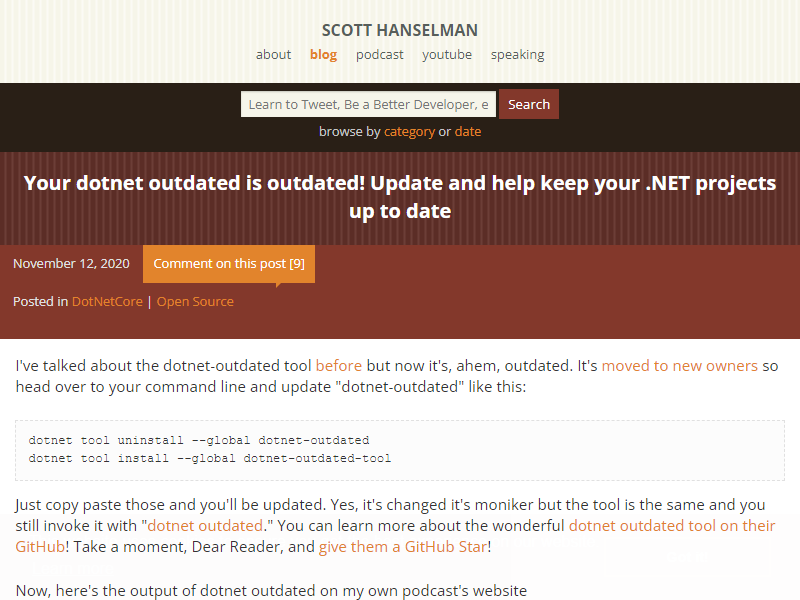 SCOTT HANSELMAN
about blog podcast youtube speaking
Learn to Tweet, Be a Better Developer, e Search
browse by category or date
Your dotnet outdated is outdated! Update and help keep your .NET projects
up to date
November 12, 2020 Comment on this post [9]
Posted in DotNetCore | Open Source
I've talked about the dotnet-outdated tool before but now it's, ahem, outdated. It's moved to new owners so
head over to your command line and update "dotnet-outdated" like this:
dotnet tool uninstall --global dotnet-outdated
dotnet tool install --global dotnet-outdated-tool
Just copy paste those and you'll be updated. Yes, it's changed it's moniker but the tool is the same and you
still invoke it with "dotnet outdated." You can learn more about the wonderful dotnet outdated tool on their
GitHub! Take a moment, Dear Reader, and give them a GitHub Star!
Now, here's the output of dotnet outdated on my own podcast's website